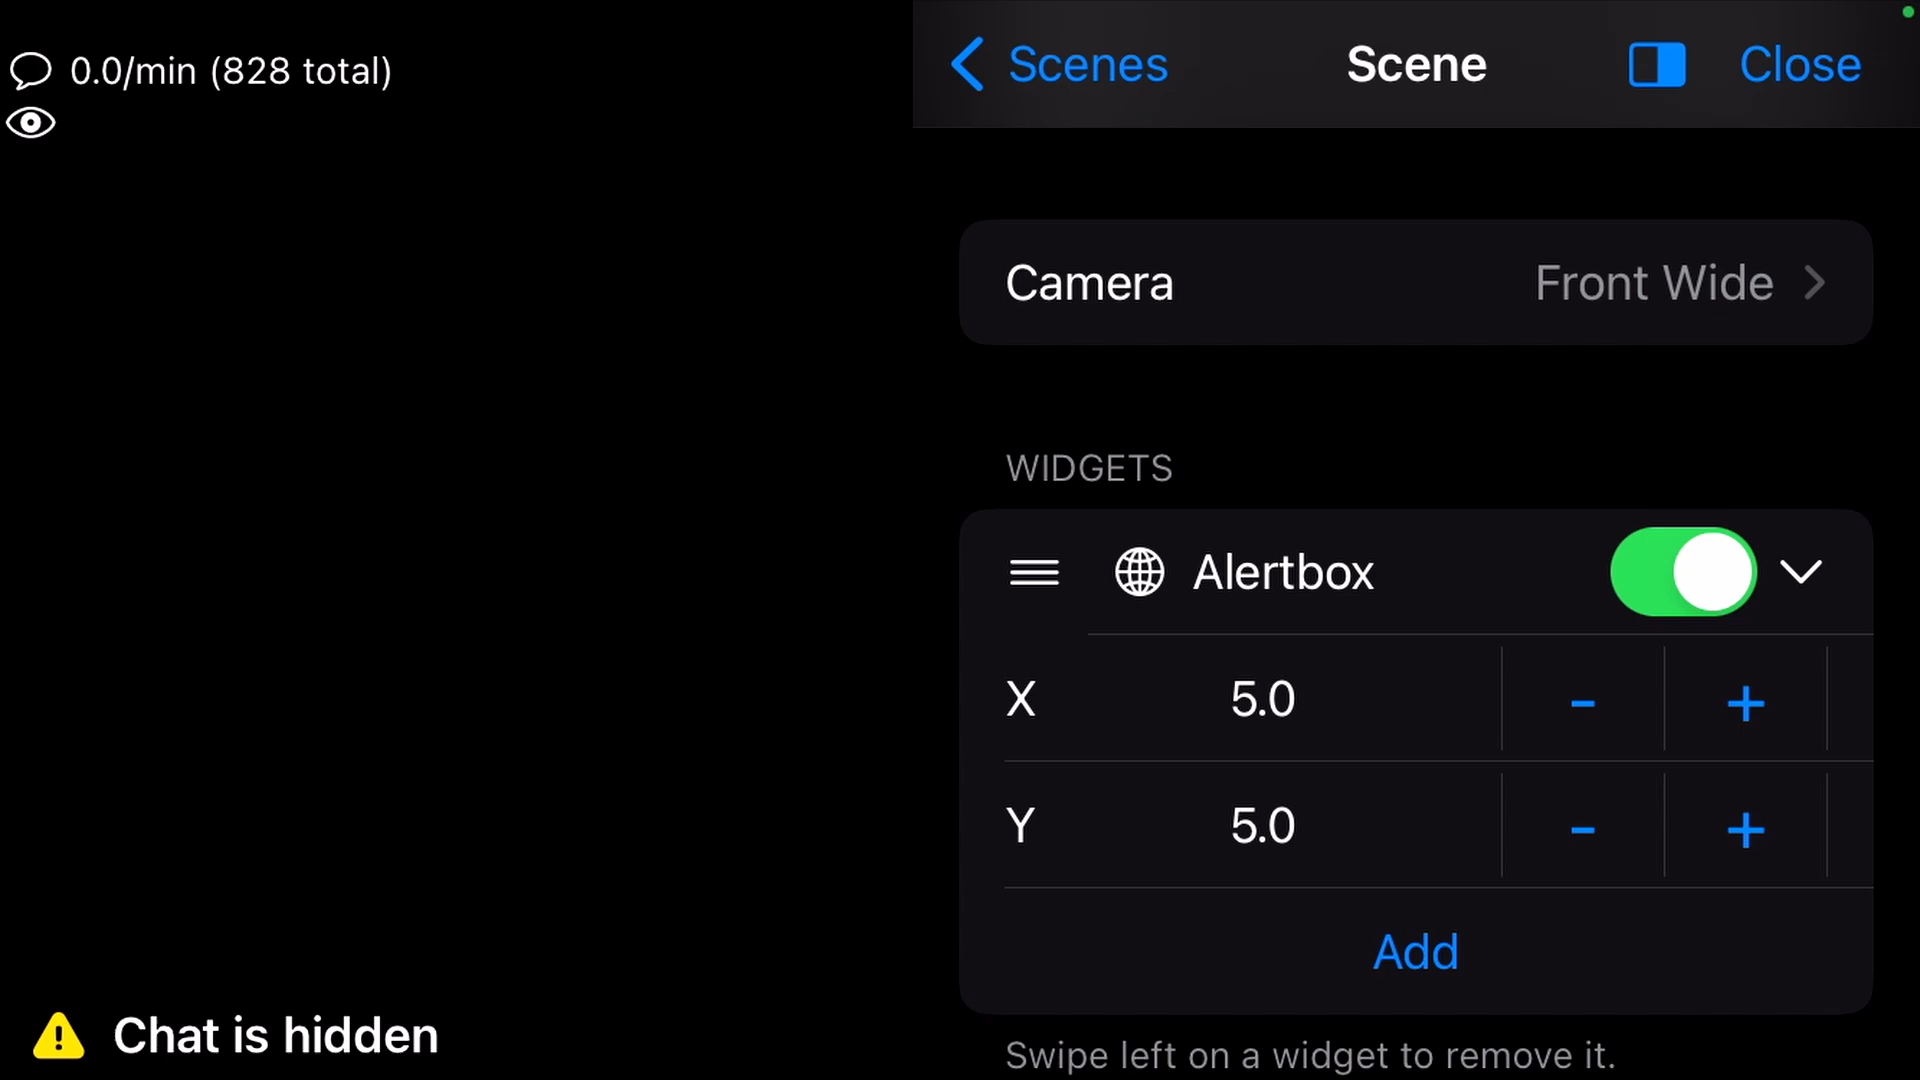 0.0/min (828 total)
Scenes
Scene
Close
Camera
Front Wide
WIDGETS
Alertbox
X 5.0 - +
Y 5.0 - +
Add
Chat is hidden
Swipe left on a widget to remove it.